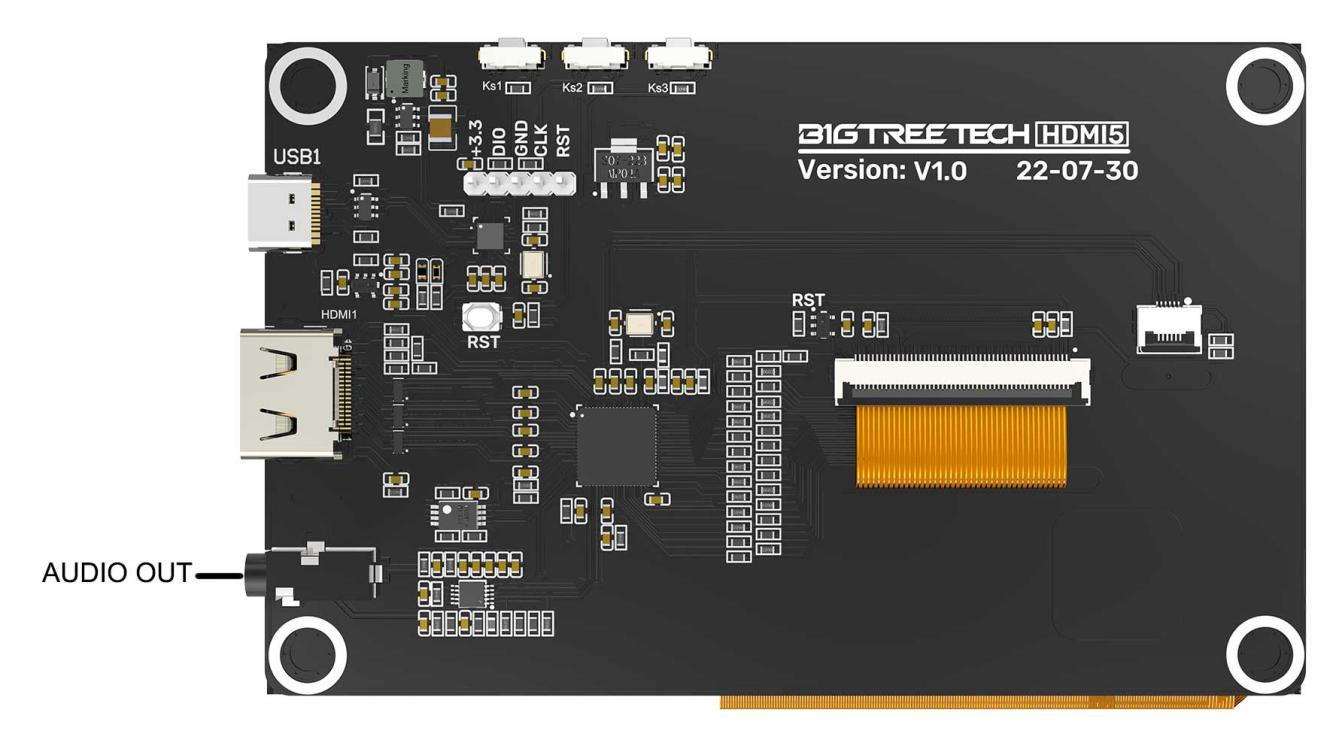 Marking
Ks1
Ks2
Ks3
+3.3
DIO
GND
CLK
RST
BIGTREETECH HDMI5
Version: V1.0 22-07-30
USB1
HDMI1
RST
RST
AUDIO OUT